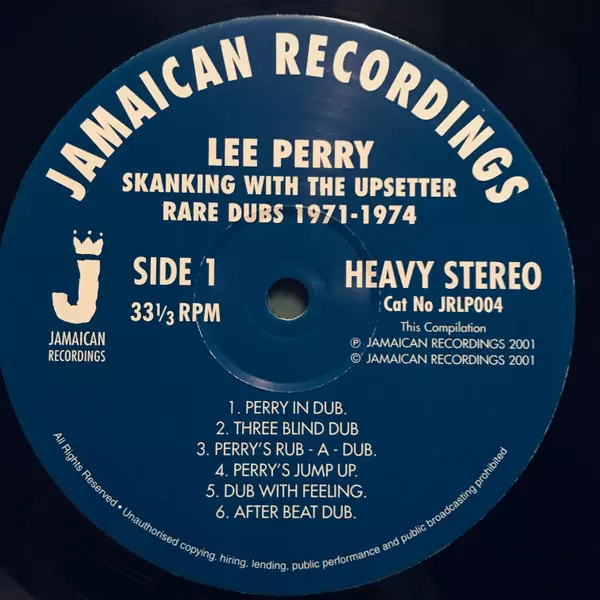 JAMAICAN RECORDINGS
LEE PERRY
SKANKING WITH THE UPSETTER
RARE DUBS 1971-1974
SIDE 1
33 1/3 RPM
J
JAMAICAN
RECORDINGS
HEAVY STEREO
Cat No JRLP004
This Compilation
℗ JAMAICAN RECORDINGS 2001
© JAMAICAN RECORDINGS 2001
1. PERRY IN DUB.
2. THREE BLIND DUB
3. PERRY'S RUB - A - DUB.
4. PERRY'S JUMP UP.
5. DUB WITH FEELING.
6. AFTER BEAT DUB.
All Rights Reserved • Unauthorised copying, hiring, lending, public performance and public broadcasting prohibited